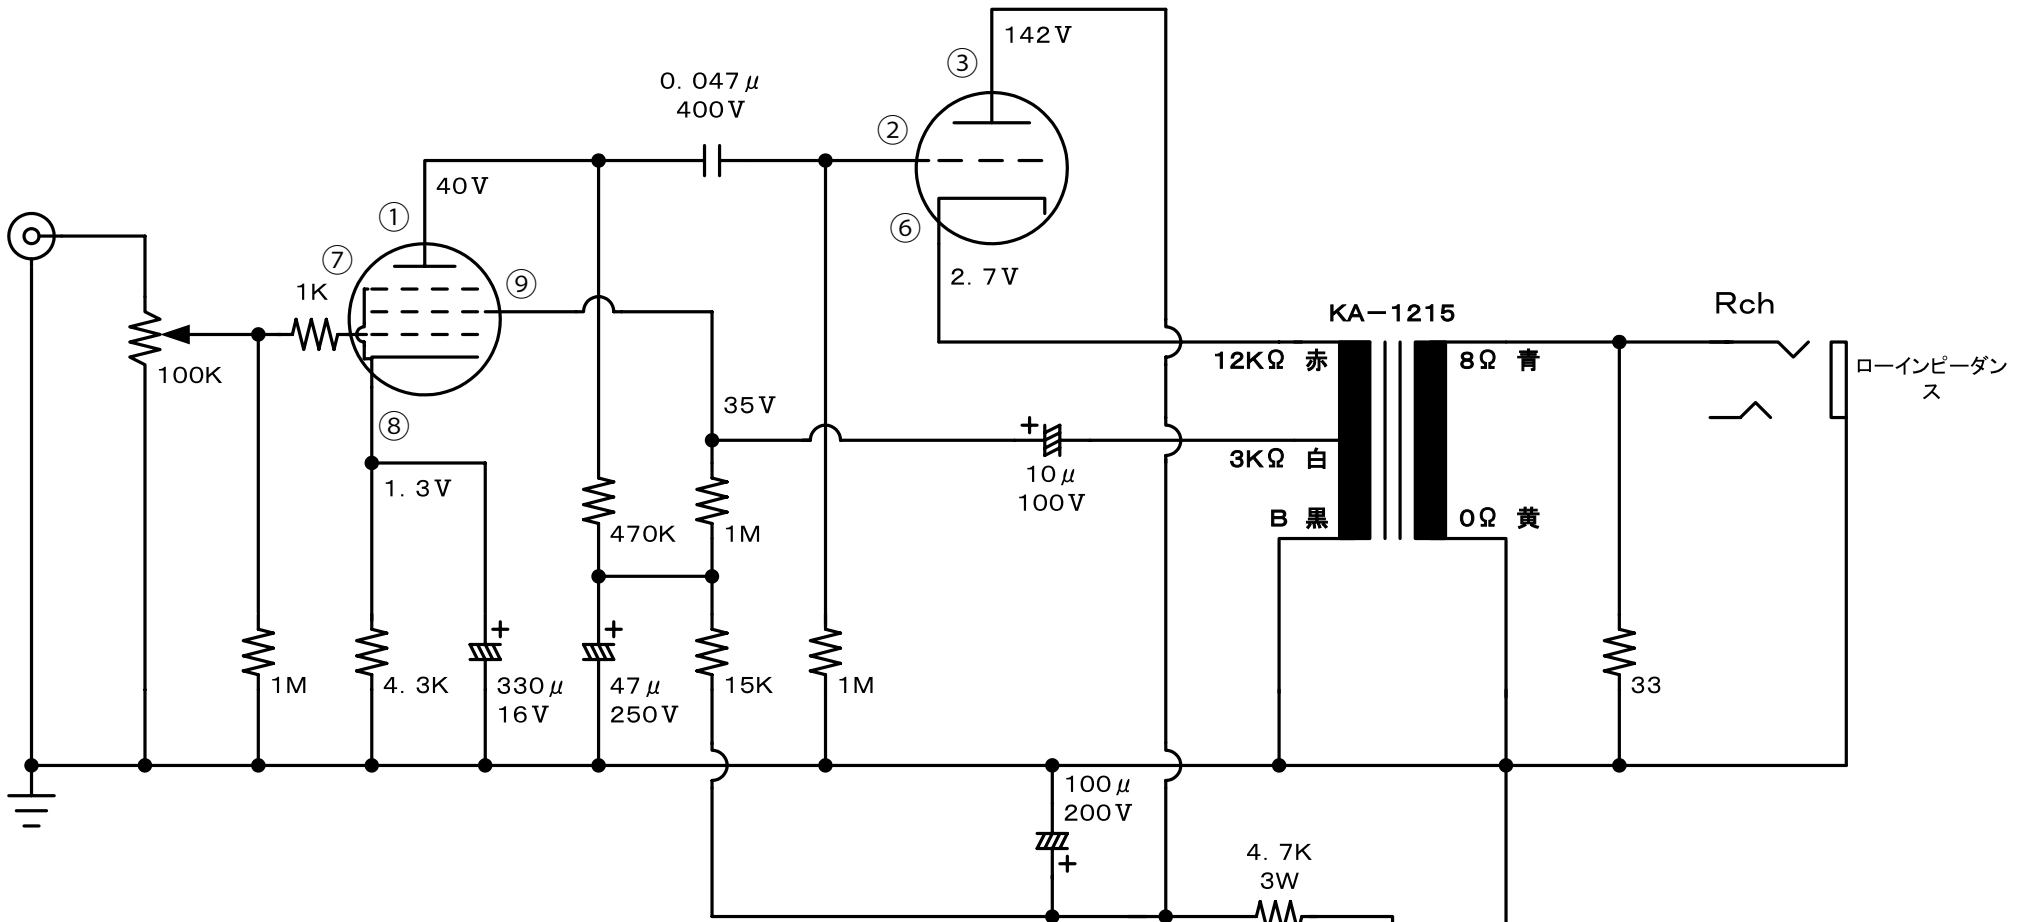 142V
③
0.047μ
400V
②
40V
①
⑥
⑦
⑨
1K
2.7V
KA-1215
Rch
12KΩ 赤
8Ω 青
ローインピーダン
ス
100K
35V
⑧
3KΩ 白
10μ
100V
1.3V
B 黒
0Ω 黄
470K
1M
1M
4.3K
330μ
16V
47μ
250V
15K
1M
33
100μ
200V
4.7K
3W